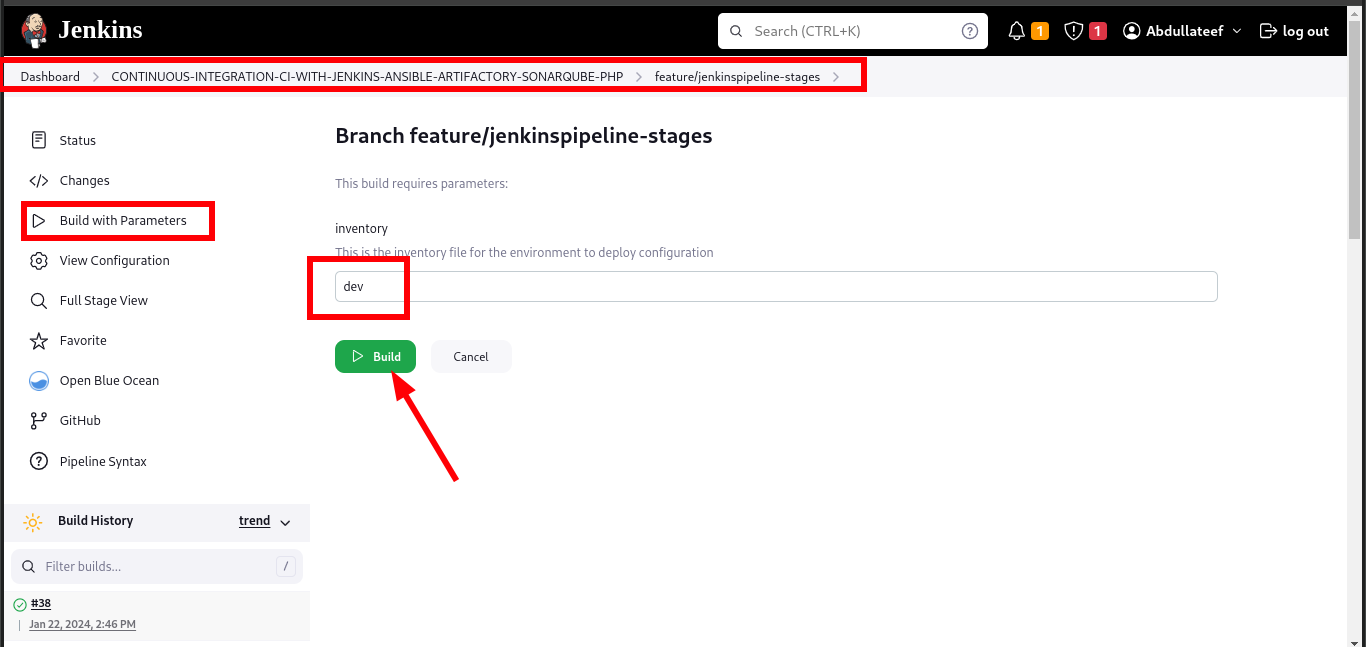 Jenkins
Search (CTRL+K)
?
1
1
Abdullateef
log out
Dashboard
CONTINUOUS-INTEGRATION-CI-WITH-JENKINS-ANSIBLE-ARTIFACTORY-SONARQUBE-PHP
feature/jenkinspipeline-stages
Status
Changes
Build with Parameters
View Configuration
Full Stage View
Favorite
Open Blue Ocean
GitHub
Pipeline Syntax
Build History
trend
Filter builds...
/
#38
Jan 22, 2024, 2:46 PM
Branch feature/jenkinspipeline-stages
This build requires parameters:
inventory
This is the inventory file for the environment to deploy configuration
dev
Build
Cancel